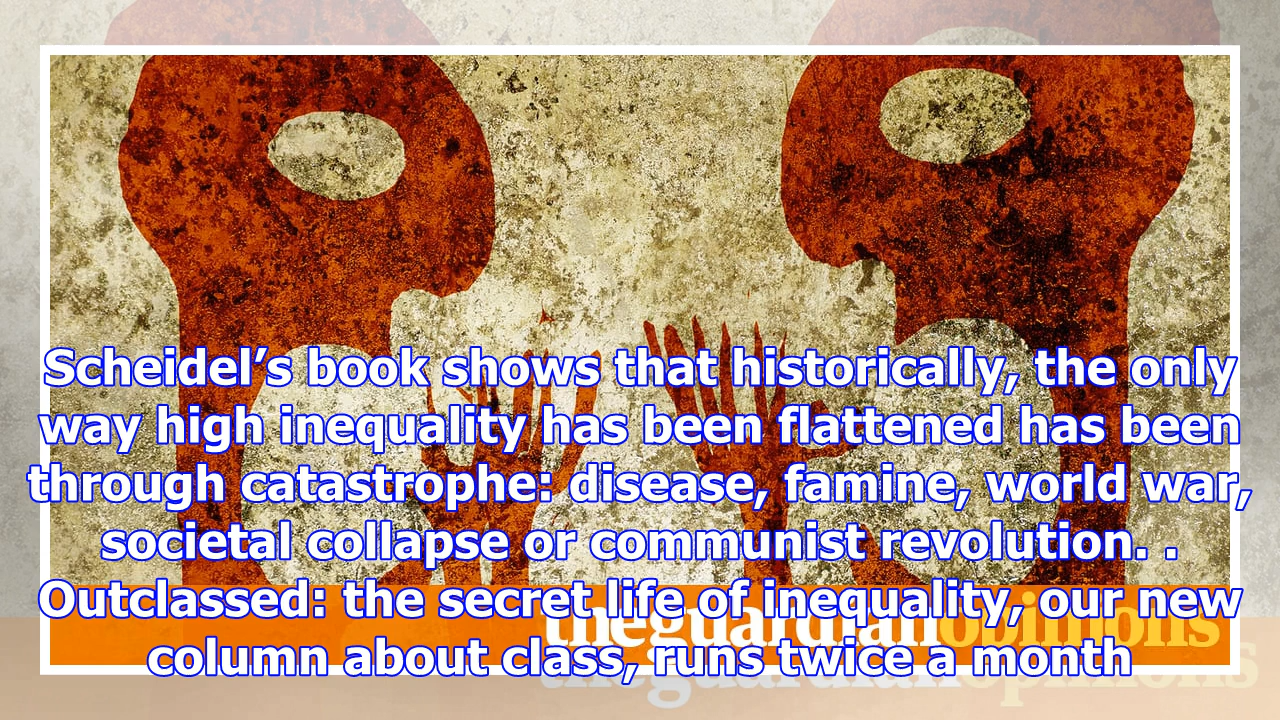 Scheidel’s book shows that historically, the only
way high inequality has been flattened has been
through catastrophe: disease, famine, world war,
societal collapse or communist revolution. .
Outclassed: the secret life of inequality, our new
theguardianopinions
column about class, runs twice a month
theguardianopinions